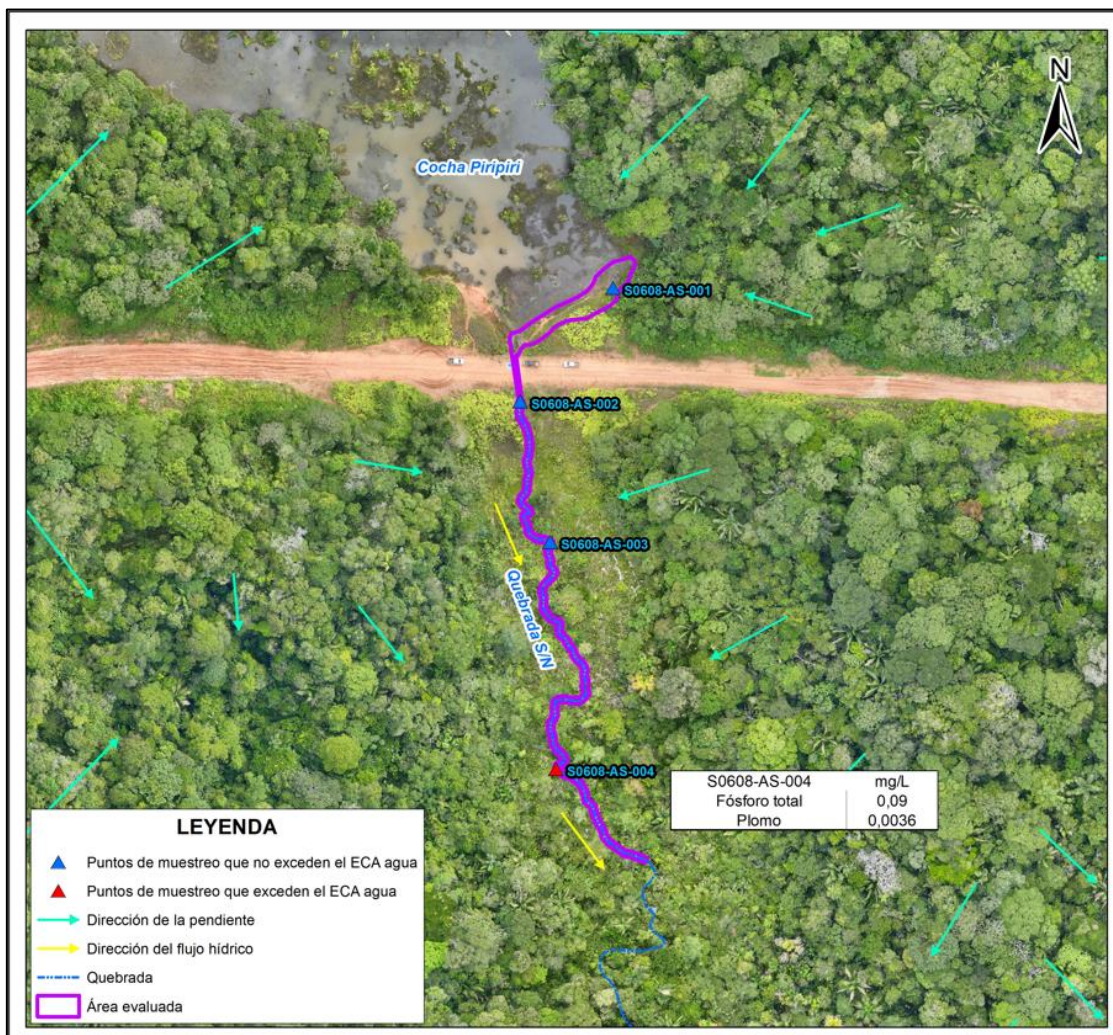 N
Cocha Piripiri
S0608-AS-001
S0608-AS-002
S0608-AS-003
Quebrada S/N
S0608-AS-004
S0608-AS-004 mg/L
Fósforo total 0,09
Plomo 0,0036
LEYENDA
Puntos de muestreo que no exceden el ECA agua
Puntos de muestreo que exceden el ECA agua
Dirección de la pendiente
Dirección del flujo hídrico
Quebrada
Área evaluada